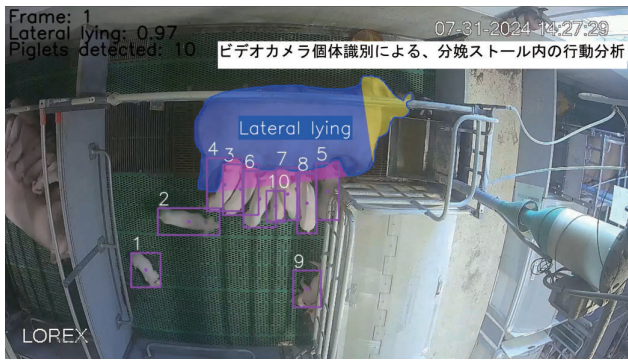 Frame: 1
Lateral lying: 0.97
Piglets detected: 10
07-31-2024 14:27:29
ビデオカメラ個体識別による、分娩ストール内の行動分析
Lateral lying
4
3
6
7
8
5
10
2
1
9
LOREX